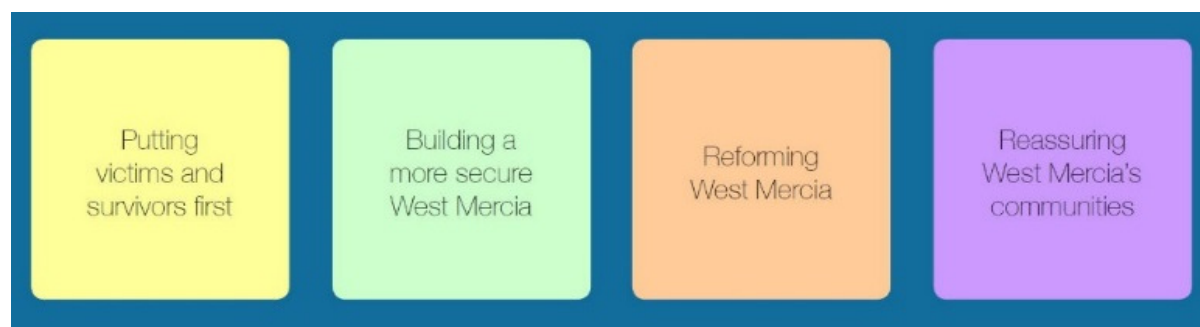 Putting
victims and
survivors first
Building a
more secure
West Mercia
Reforming
West Mercia
Reassuring
West Mercia's
communities